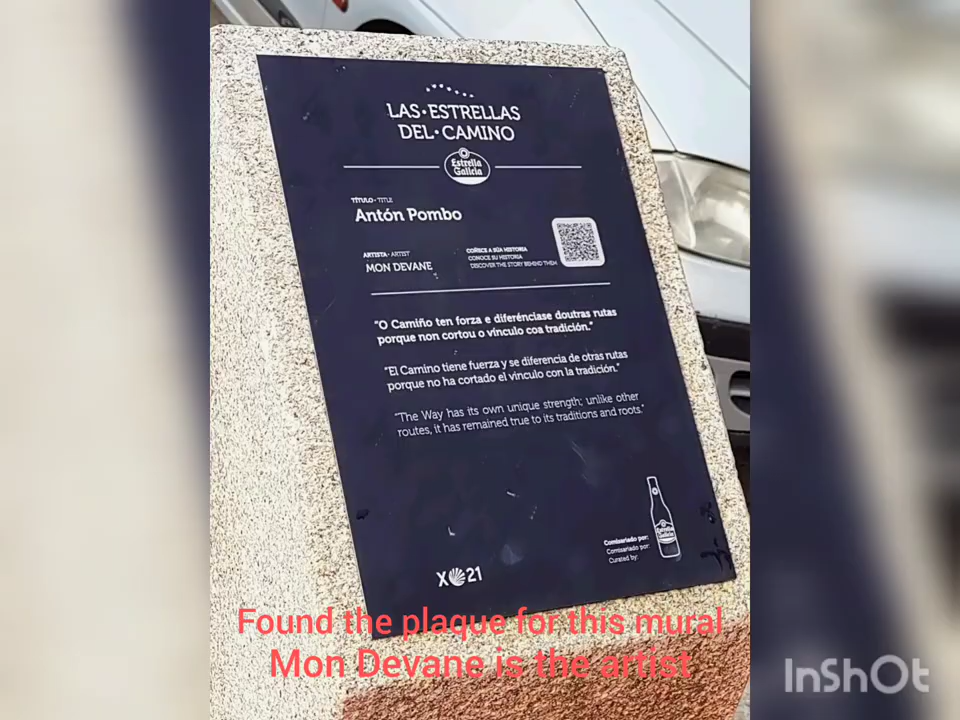 LAS·ESTRELLAS
DEL·CAMINO
Estrella
Galicia
TÍTULO · TITLE
Antón Pombo
ARTISTA · ARTIST
MON DEVANE
COÑECE A SÚA HISTORIA
CONOCE SU HISTORIA
DISCOVER THE STORY BEHIND THEM
"O Camiño ten forza e diferénciase doutras rutas
porque non cortou o vínculo coa tradición."
"El Camino tiene fuerza y se diferencia de otras rutas
porque no ha cortado el vínculo con la tradición."
"The Way has its own unique strength; unlike other
routes, it has remained true to its traditions and roots."
Comisariado por:
Comisariado por:
Curated by:
Estrella
Galicia
X 21
Found the plaque for this mural
Mon Devane is the artist
InShOt